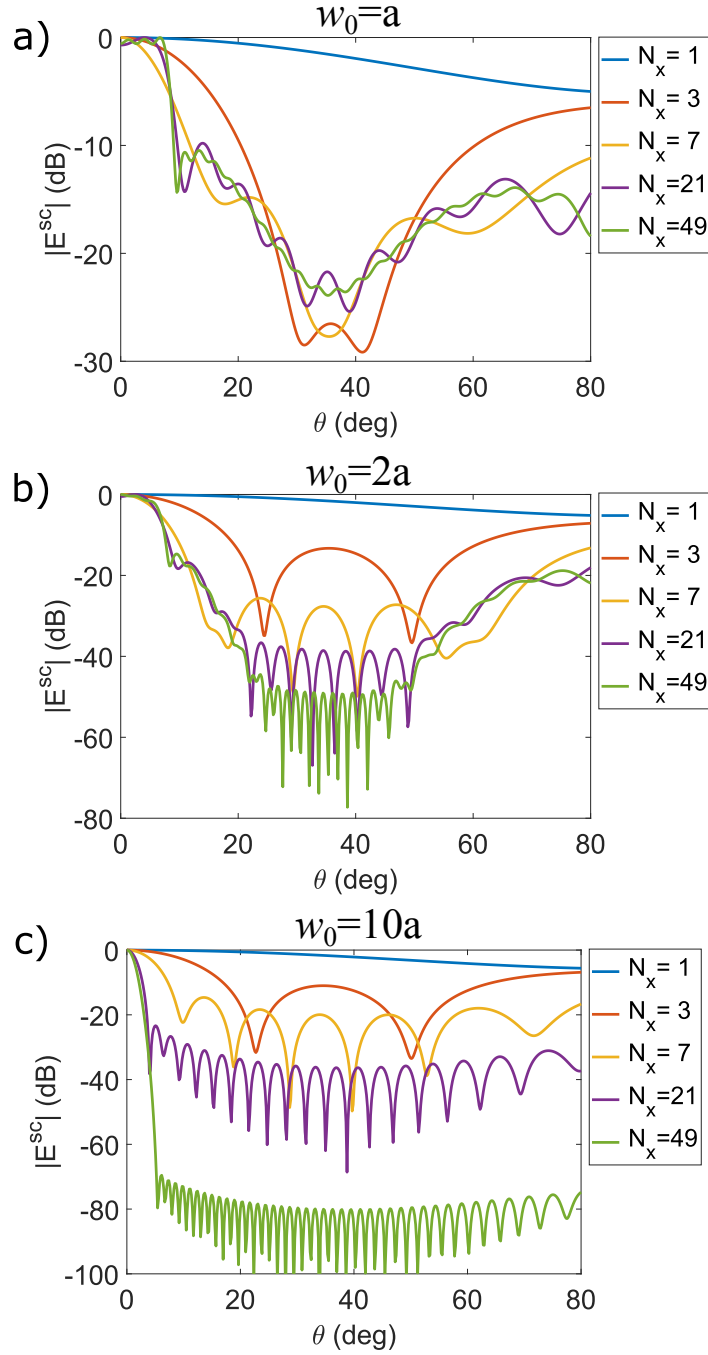 a)
w₀=a
0
-10
-20
-30
|Eˢᶜ| (dB)
0 20 40 60 80
θ (deg)
Nₓ= 1
Nₓ= 3
Nₓ= 7
Nₓ=21
Nₓ=49
b)
w₀=2a
0
-20
-40
-60
-80
|Eˢᶜ| (dB)
0 20 40 60 80
θ (deg)
Nₓ= 1
Nₓ= 3
Nₓ= 7
Nₓ=21
Nₓ=49
c)
w₀=10a
0
-20
-40
-60
-80
-100
|Eˢᶜ| (dB)
0 20 40 60 80
θ (deg)
Nₓ= 1
Nₓ= 3
Nₓ= 7
Nₓ=21
Nₓ=49